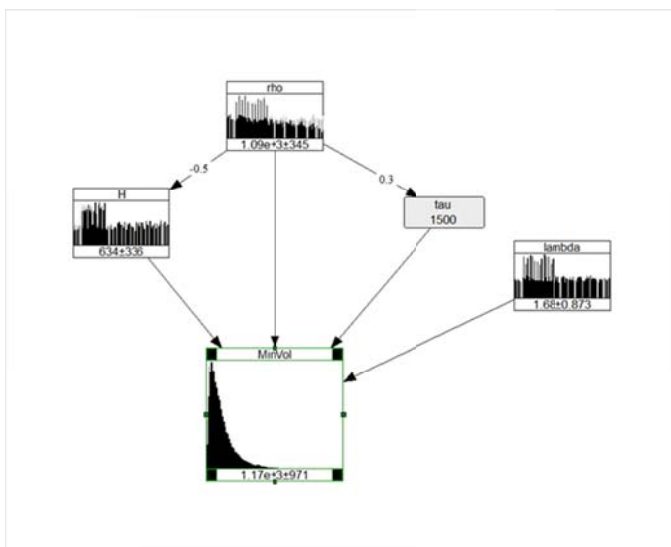 rho
1.09e+3±345
-0.5
0.3
H
634±336
tau
1500
lambda
1.68±0.873
MinVol
1.17e+3±971